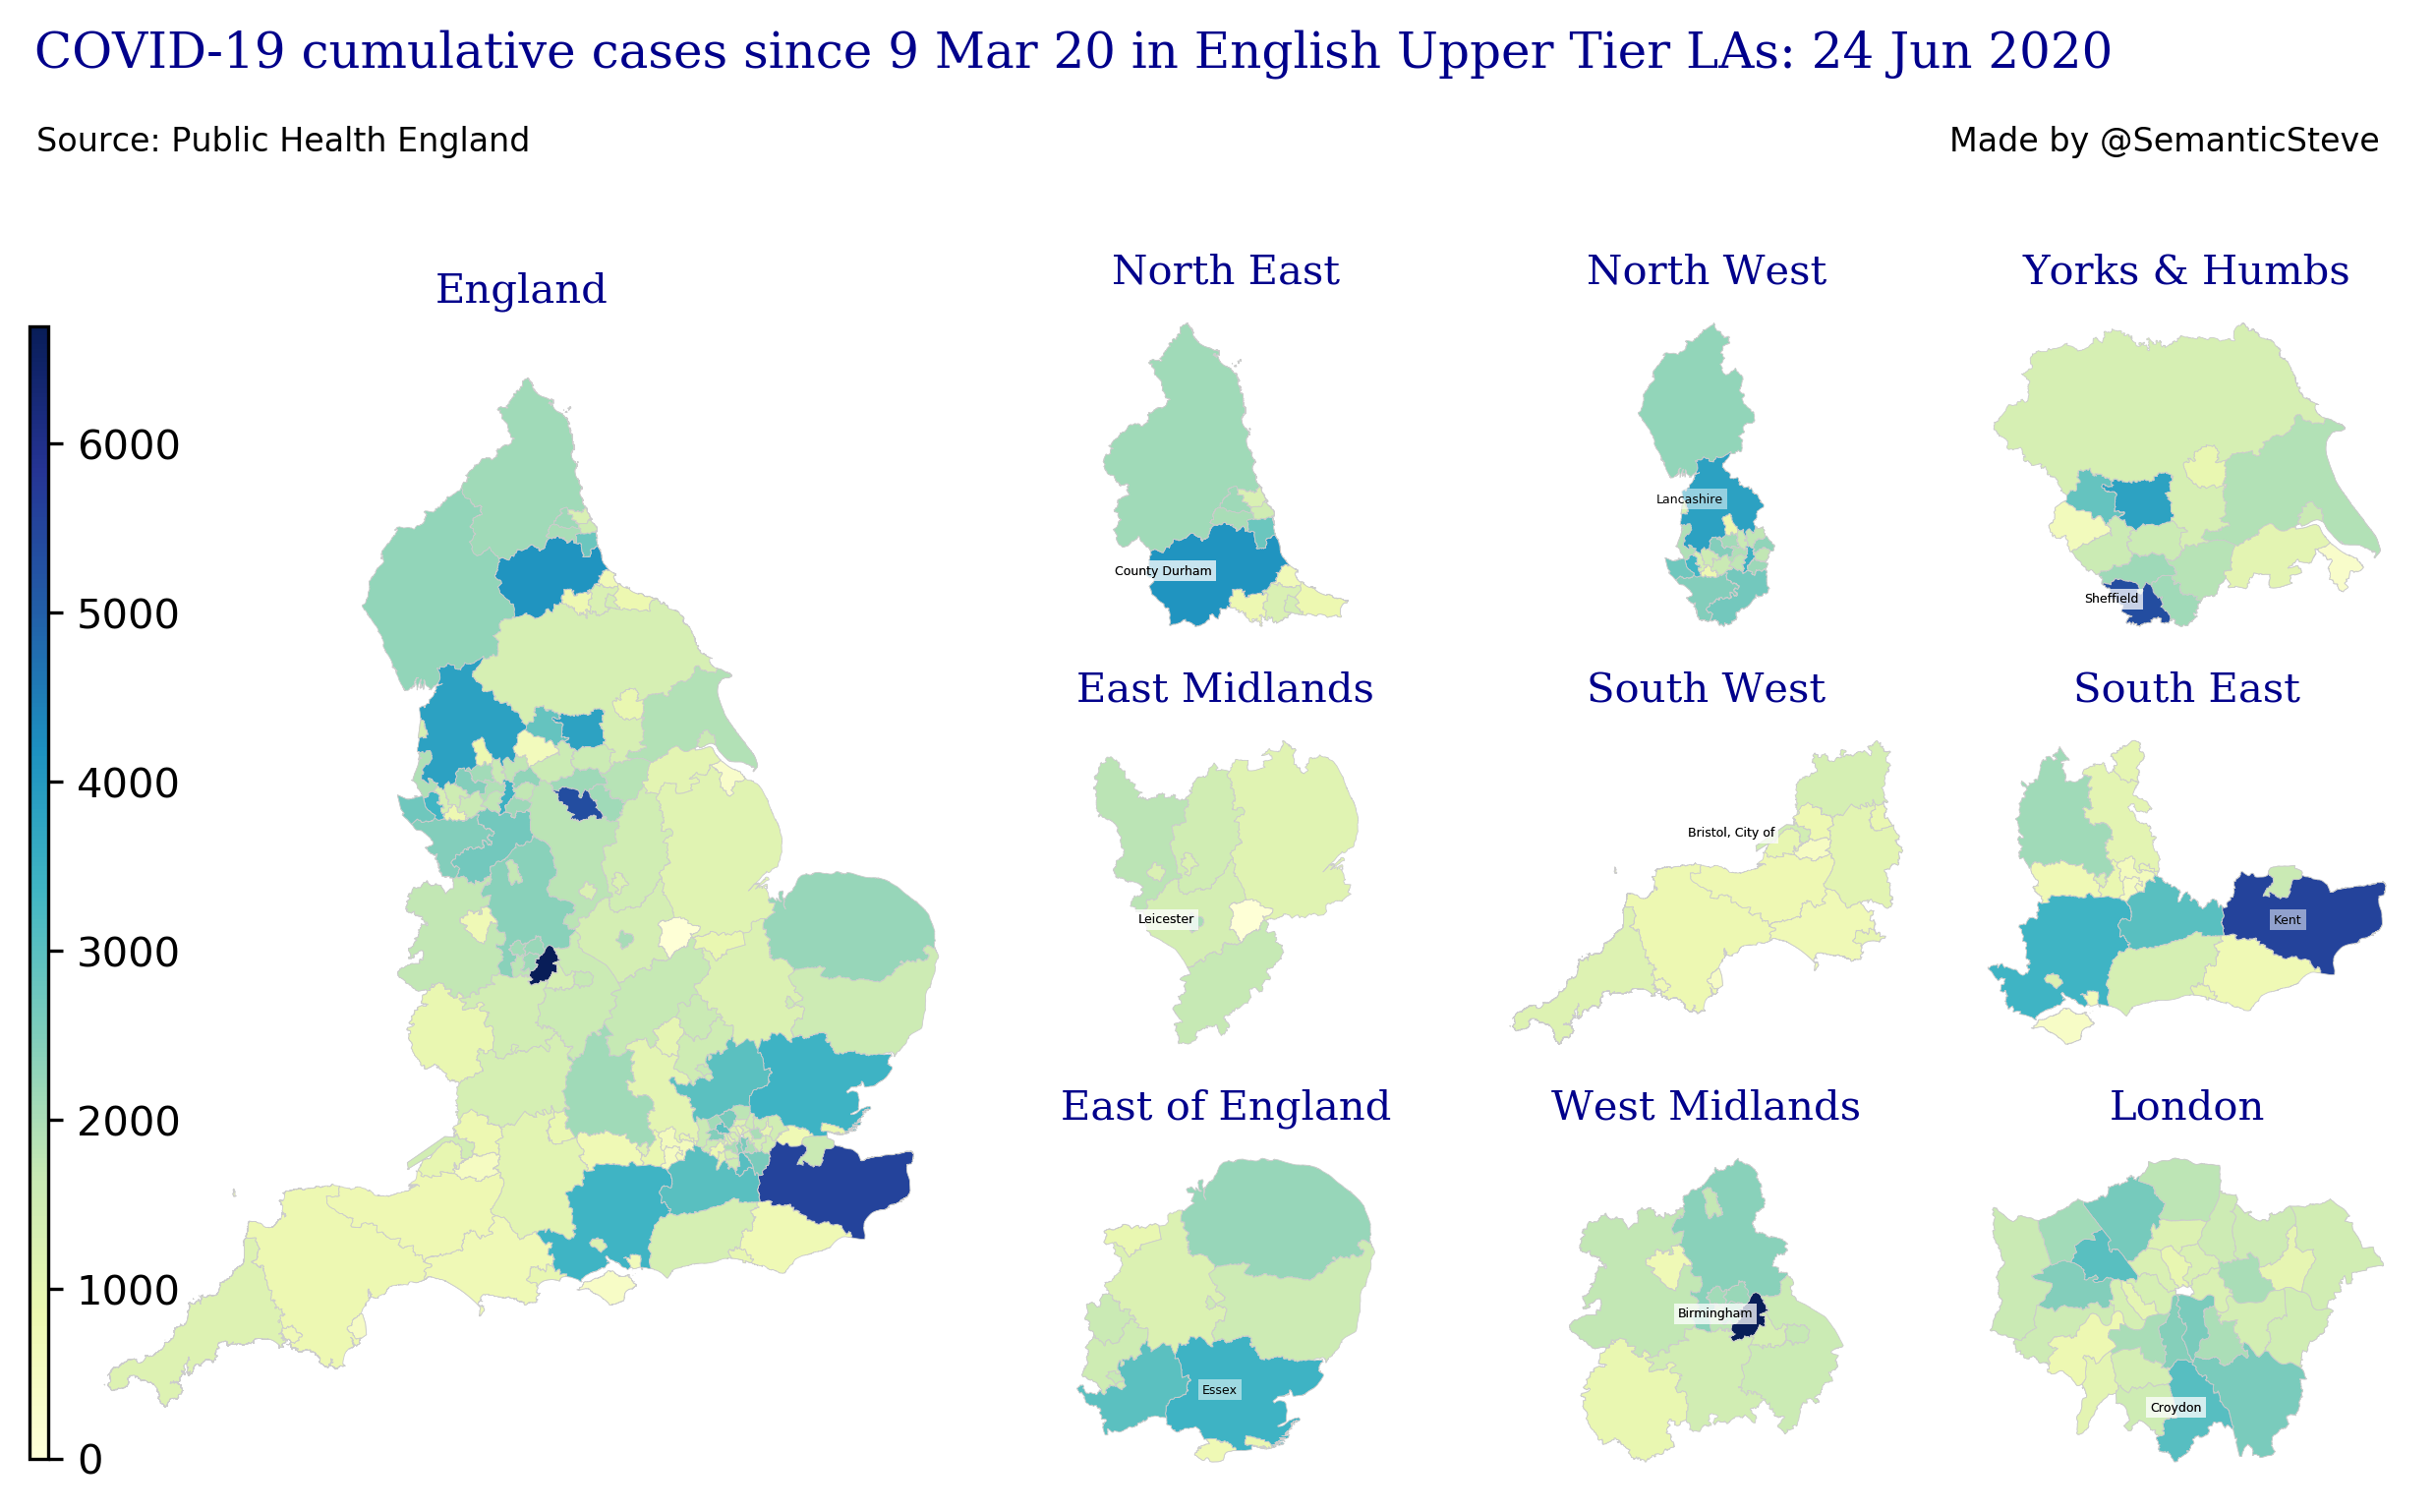 COVID-19 cumulative cases since 9 Mar 20 in English Upper Tier LAs: 24 Jun 2020
Source: Public Health England
Made by @SemanticSteve
England
6000
5000
4000
3000
2000
1000
0
North East
County Durham
North West
Lancashire
Yorks & Humbs
Sheffield
East Midlands
Leicester
South West
Bristol, City of
South East
Kent
East of England
Essex
West Midlands
Birmingham
London
Croydon